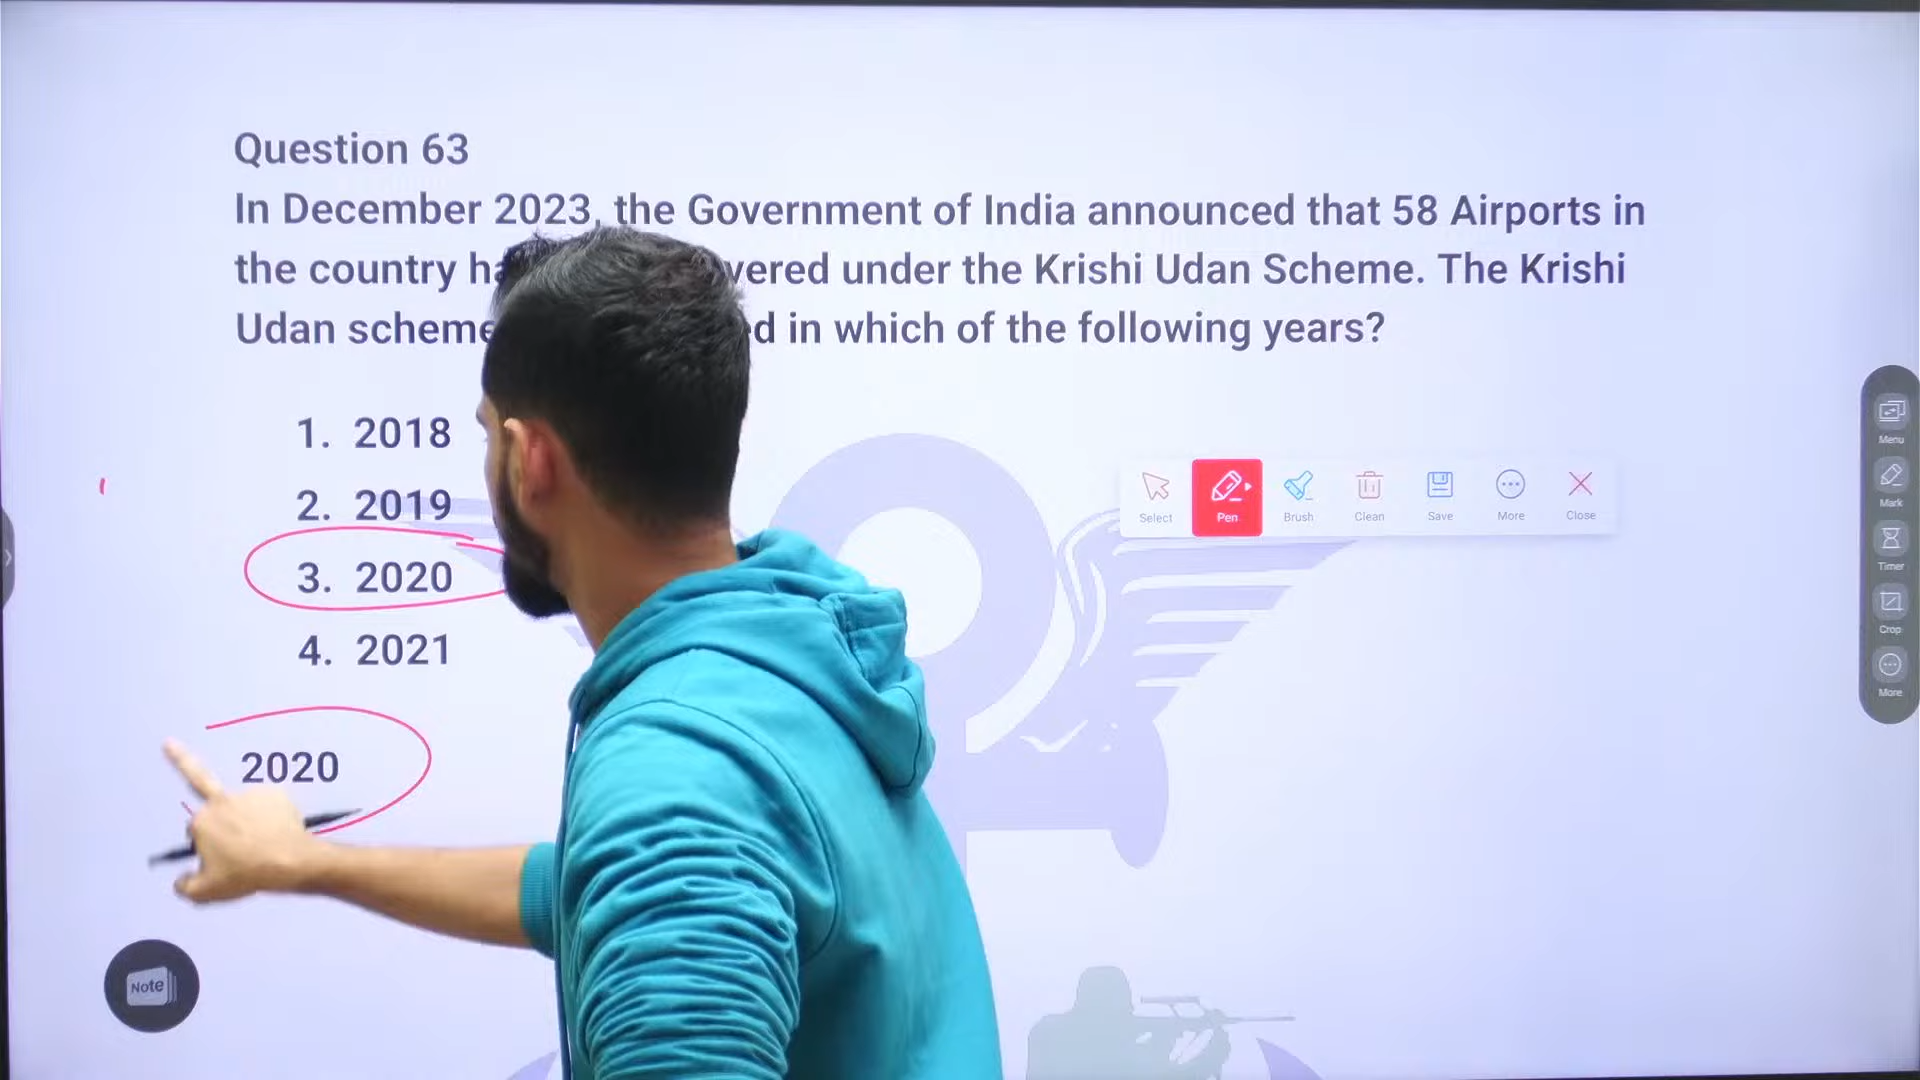 Question 63
In December 2023, the Government of India announced that 58 Airports in
the country vered under the Krishi Udan Scheme. The Krishi
Udan scheme d in which of the following years?
1. 2018
2. 2019
3. 2020
4. 2021
2020
Select
Pen
Brush
Clean
Save
More
Close
Menu
Mark
Timer
Crop
More
Note